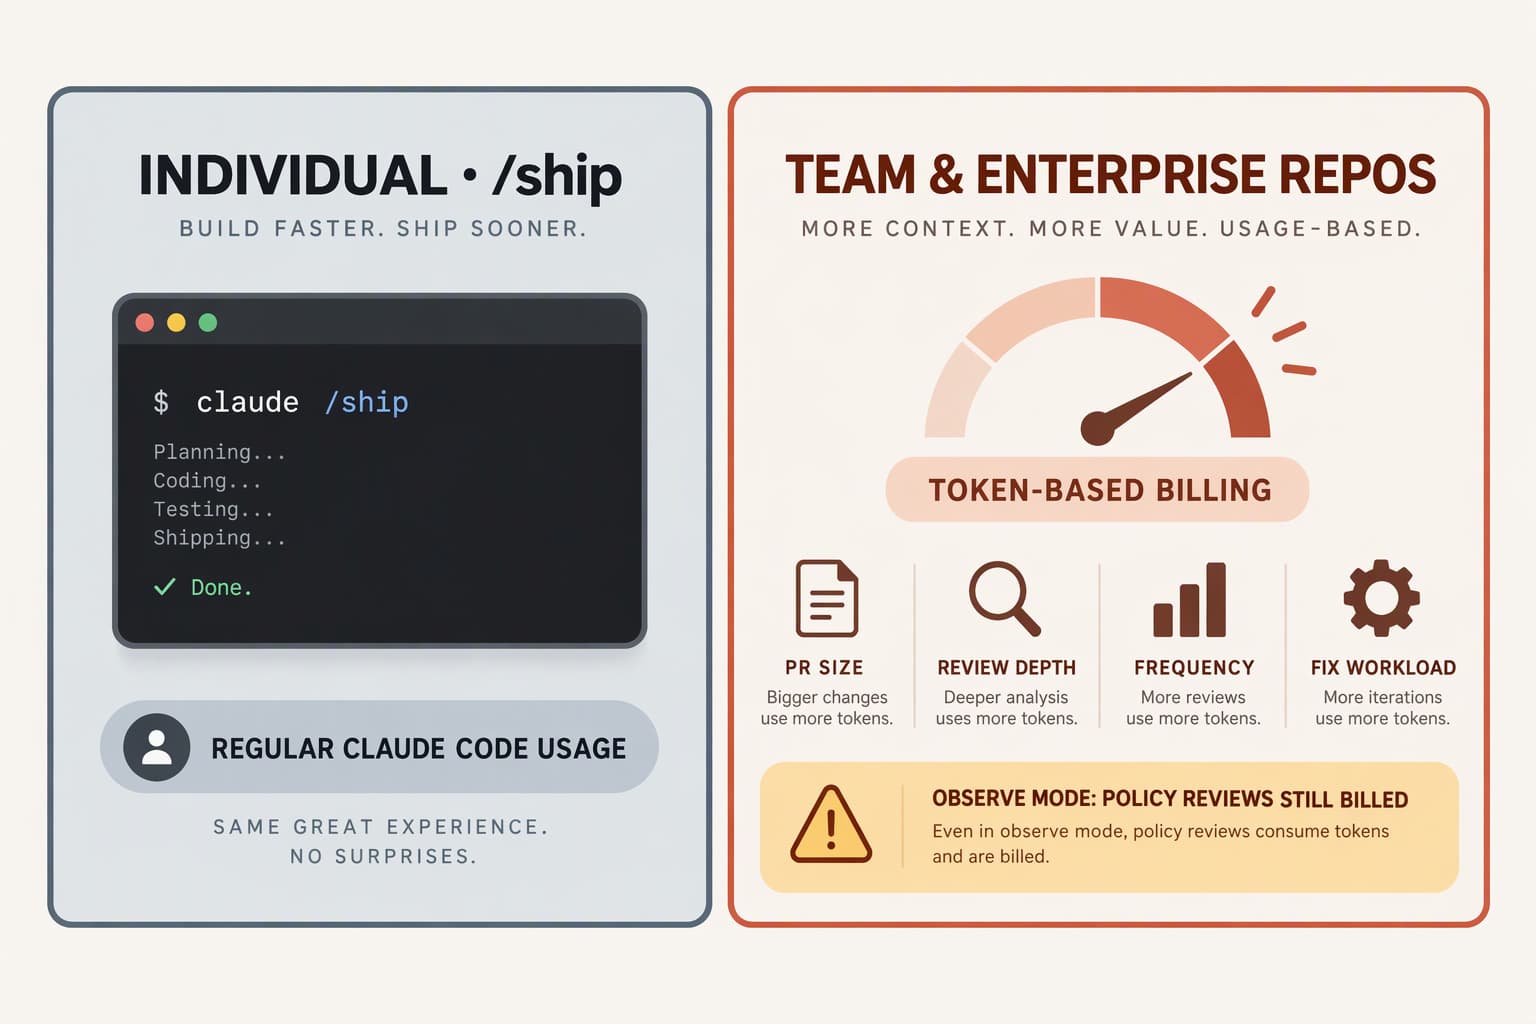 INDIVIDUAL · /ship
BUILD FASTER. SHIP SOONER.
$ claude /ship
Planning...
Coding...
Testing...
Shipping...
✓ Done.
REGULAR CLAUDE CODE USAGE
SAME GREAT EXPERIENCE.
NO SURPRISES.
TEAM & ENTERPRISE REPOS
MORE CONTEXT. MORE VALUE. USAGE-BASED.
TOKEN-BASED BILLING
PR SIZE
Bigger changes
use more tokens.
REVIEW DEPTH
Deeper analysis
uses more tokens.
FREQUENCY
More reviews
use more tokens.
FIX WORKLOAD
More iterations
use more tokens.
OBSERVE MODE: POLICY REVIEWS STILL BILLED
Even in observe mode, policy reviews consume tokens
and are billed.